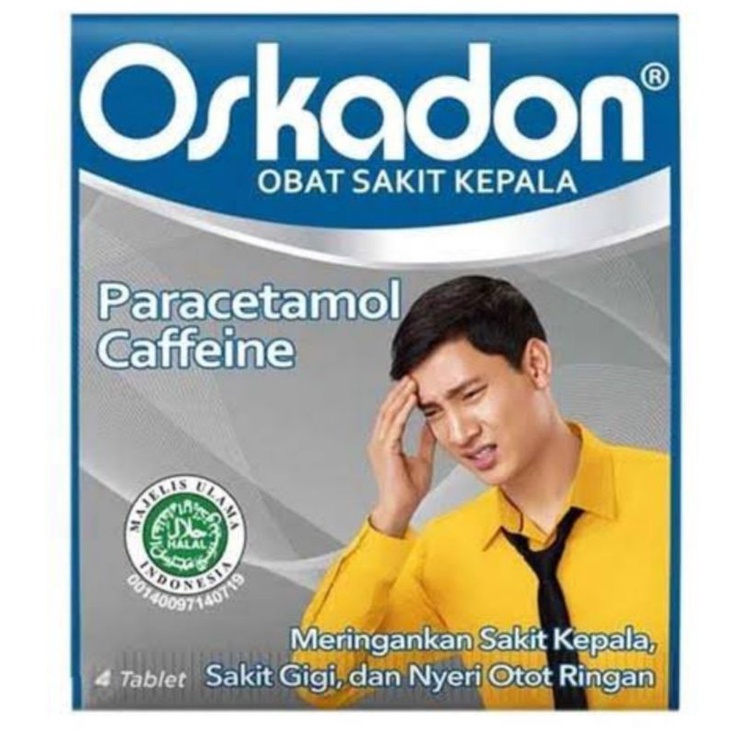 Oskadon®
OBAT SAKIT KEPALA
Paracetamol
Caffeine
MAJELIS ULAMA
حلال
HALAL
INDONESIA
00140097140719
Meringankan Sakit Kepala,
4 Tablet Sakit Gigi, dan Nyeri Otot Ringan